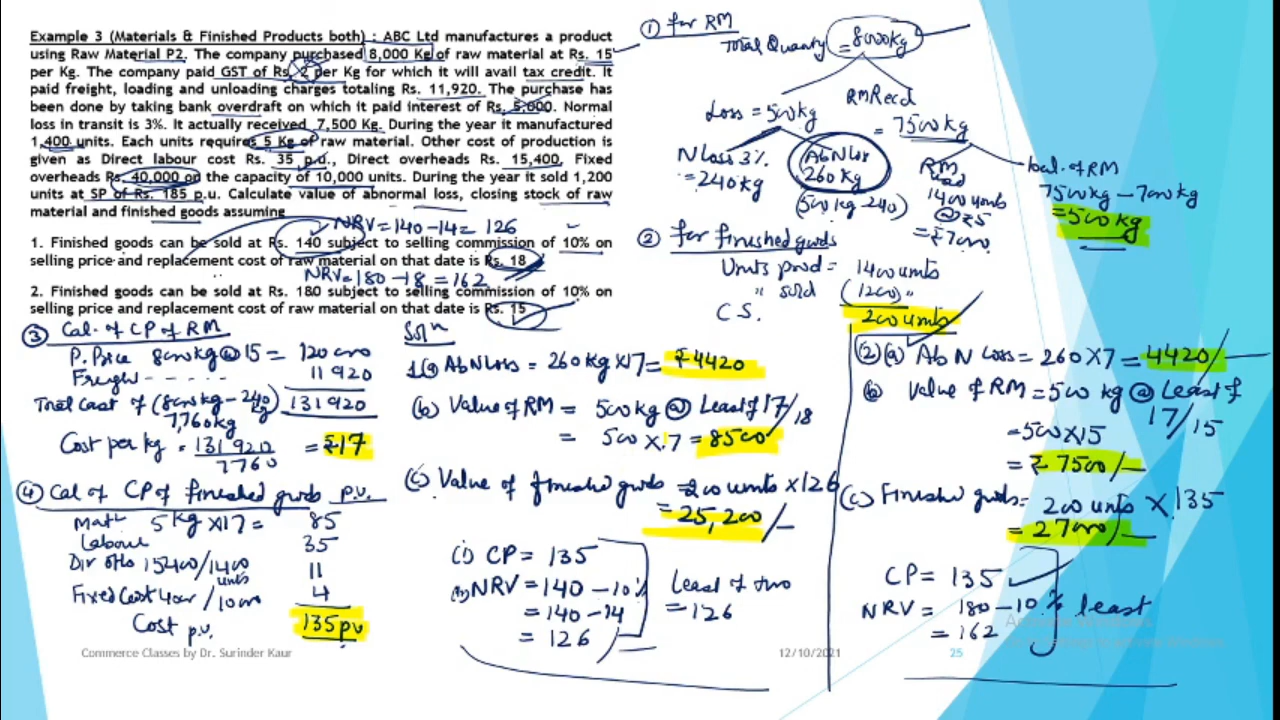 Example 3 (Materials & Finished Products both) : ABC Ltd manufactures a product
using Raw Material P2. The company purchased 8,000 Kg of raw material at Rs. 15
per Kg. The company paid GST of Rs. 2 per Kg for which it will avail tax credit. It
paid freight, loading and unloading charges totaling Rs. 11,920. The purchase has
been done by taking bank overdraft on which it paid interest of Rs. 5,000. Normal
loss in transit is 3%. It actually received 7,500 Kg. During the year it manufactured
1,400 units. Each units requires 5 Kg of raw material. Other cost of production is
given as Direct labour cost Rs. 35 p.u., Direct overheads Rs. 15,400, Fixed
overheads Rs. 40,000 on the capacity of 10,000 units. During the year it sold 1,200
units at SP of Rs. 185 p.u. Calculate value of abnormal loss, closing stock of raw
material and finished goods assuming
NRV = 140 - 14 = 126
1. Finished goods can be sold at Rs. 140 subject to selling commission of 10% on
selling price and replacement cost of raw material on that date is Rs. 18
NRV = 180 - 18 = 162
2. Finished goods can be sold at Rs. 180 subject to selling commission of 10% on
selling price and replacement cost of raw material on that date is Rs. 15
① for RM
Total Quantity = 8000kg
Loss = 500kg
RM Recd
= 7500kg
N Loss 3%
= 240kg
AbN Loss
260kg
(500kg-240)
RM
used
1400 units
@ 5
= 7000
bal. of RM
7500kg - 7000kg
= 500kg
② for finished goods
Units prod = 1400 units
" sold (1200) "
C.S. 200 units
③ Cal. of CP of RM
P. Price 8000kg @ 15 = 120000
Freight - - - - - 11920
Total Cost of (8000kg - 240kg) 131920
7,760kg
Cost per kg = 131920/7760 = ₹17
④ Cal of CP of finished goods p.u.
Matl 5kg x 17 = 85
Labour 35
Dir OHs 15400/1400 units 11
Fixed Cost 40000/10000 4
Cost p.u. 135 pu
Soln
1(a) AbN Loss = 260 kg x 17 = ₹4420
(b) Value of RM = 500kg @ Least of 17/18
= 500 x 17 = 8500
(c) Value of finished goods = 200 units x 126
= 25,200/-
(i) CP = 135
(ii) NRV = 140 - 10%
= 140 - 14
= 126
Least of two
= 126
(2)(a) AbN Loss = 260 x 7 = 4420/-
(b) Value of RM = 500 kg @ Least of
17/15
= 500 x 15
= ₹7500/-
(c) Finished goods = 200 units x 135
= 27000/-
CP = 135
NRV = 180 - 10%
= 162
least
Activate Windows
Commerce Classes by Dr. Surinder Kaur
12/10/2021
25